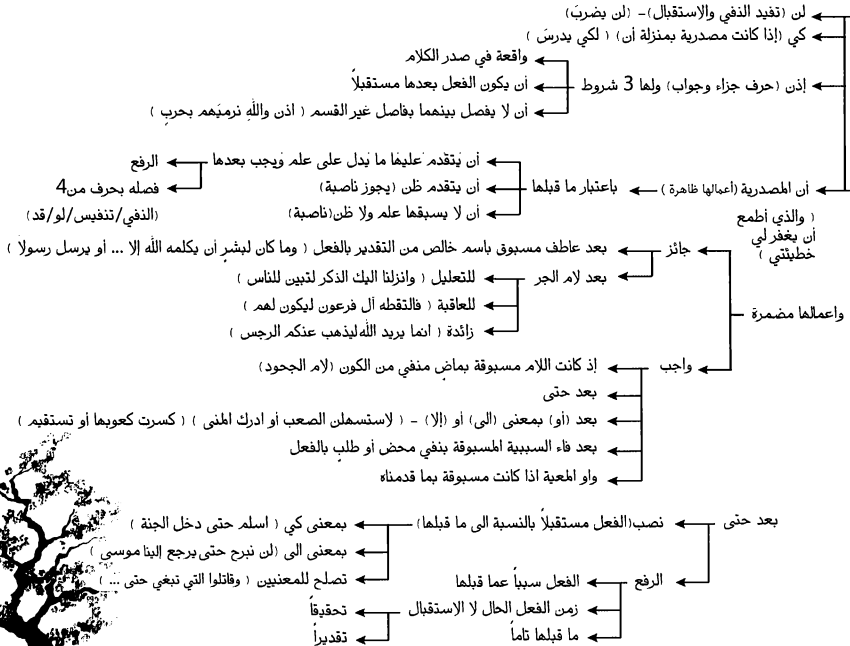 لن (تفيد النفي والاستقبال)- (لن يضربَ)
كي (إذا كانت مصدرية بمنزلة أن) ( لكي يدرسَ )
واقعة في صدر الكلام
إذن (حرف جزاء وجواب) ولها 3 شروط
أن يكون الفعل بعدها مستقبلاً
أن لا يفصل بينهما بفاصل غير القسم ( اذن واللهِ نرميَهم بحربٍ )
أن يَتقدم عَليهَا ما يَدل على علم وَيجب بعدها
الرفع
أن المصدرية (أعمالها ظاهرة)
باعتبار ما قبلها
أن يتقدم ظن (يجوز ناصبة)
فصله بحرف من4
أن لا يسبقها علم ولا ظن(ناصبة)
(النفي/تنفيس/لو/قد)
( والذي أطمع
أن يغفر لي
خطيئتي )
جائز
بعد عاطف مسبوق باسم خالص من التقدير بالفعل ( وما كان لبشرٍ أن يكلمه الله إلا ... أو يرسل رسولاً )
بعد لام الجر
للتعليل ( وانزلنا اليك الذكر لتبين للناس )
للعاقبة ( فالتقطه أل فرعون ليكون لهم )
زائدة ( انما يريد الله ليذهب عنكم الرجس )
واعمالها مضمرة
واجب
إذ كانت اللام مسبوقة بماضٍ منفي من الكون (لام الجحود)
بعد حتى
بعد (أو) بمعنى (الى) أو (إلا) - ( لاستسهلن الصعب أو ادرك المنى ) ( كسرت كعوبها أو تستقيم )
بعد فاء السببية المسبوقة بنفي محض أو طلبٍ بالفعل
واو المعية اذا كانت مسبوقة بما قدمناه
بعد حتى
نصب(الفعل مستقبلاً بالنسبة الى ما قبلها)
بمعنى كي ( اسلم حتى دخل الجنة )
بمعنى الى (لن نبرح حتى يرجع إلينا موسى )
تصلح للمعنيين ( وقاتلوا التي تبغي حتى ... )
الرفع
الفعل سبباً عما قبلها
زمن الفعل الحال لا الاستقبال
تحقيقاً
ما قبلها تاماً
تقديراً